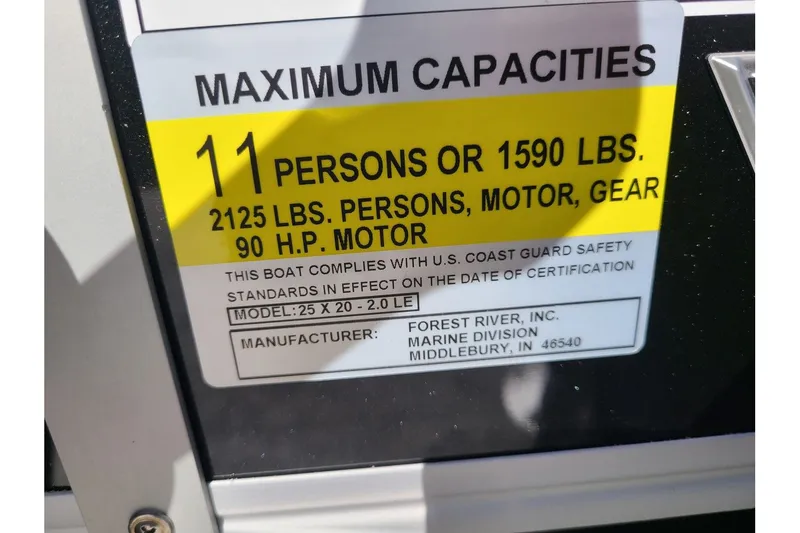 MAXIMUM CAPACITIES
11 PERSONS OR 1590 LBS.
2125 LBS. PERSONS, MOTOR, GEAR
90 H.P. MOTOR
THIS BOAT COMPLIES WITH U.S. COAST GUARD SAFETY
STANDARDS IN EFFECT ON THE DATE OF CERTIFICATION
MODEL: 25 X 20 - 2.0 LE
MANUFACTURER: FOREST RIVER, INC.
MARINE DIVISION
MIDDLEBURY, IN 46540